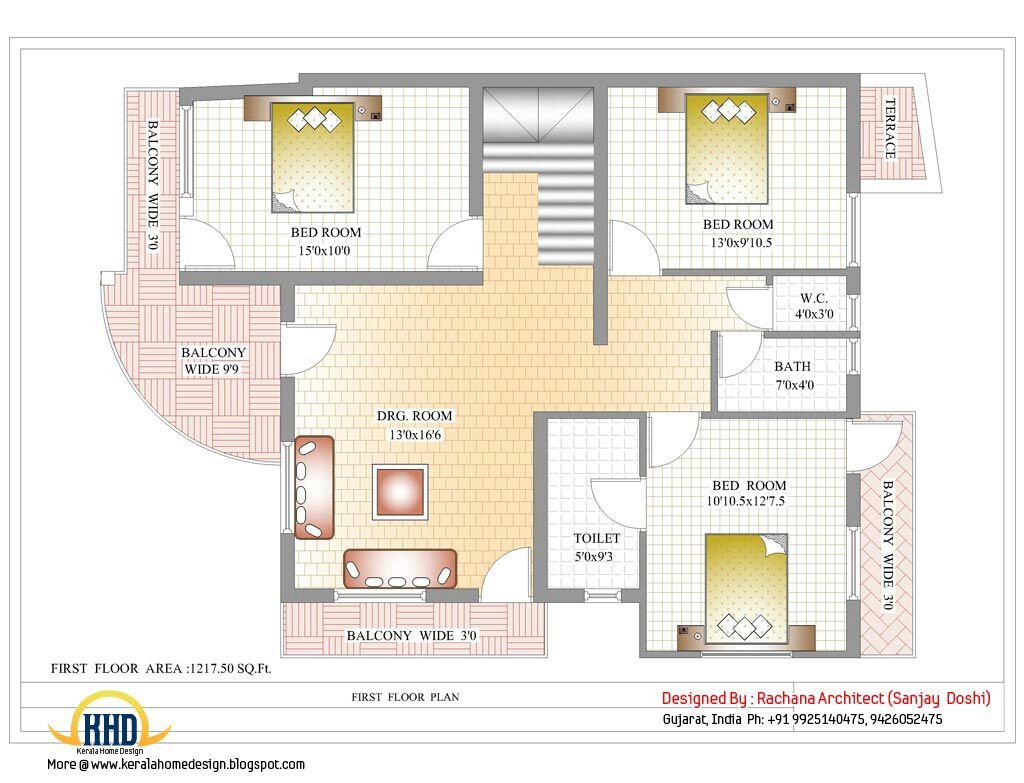 BALCONY WIDE 3'0
BED ROOM
15'0x10'0
BED ROOM
13'0x9'10.5
TERRACE
W.C.
4'0x3'0
BALCONY
WIDE 9'9
BATH
7'0x4'0
DRG. ROOM
13'0x16'6
BED ROOM
10'10.5x12'7.5
TOILET
5'0x9'3
BALCONY WIDE 3'0
BALCONY WIDE 3'0
FIRST FLOOR AREA :1217.50 SQ.Ft.
FIRST FLOOR PLAN
Designed By : Rachana Architect (Sanjay Doshi)
Gujarat, India Ph: +91 9925140475, 9426052475
KHD
Kerala Home Design
More @ www.keralahomedesign.blogspot.com